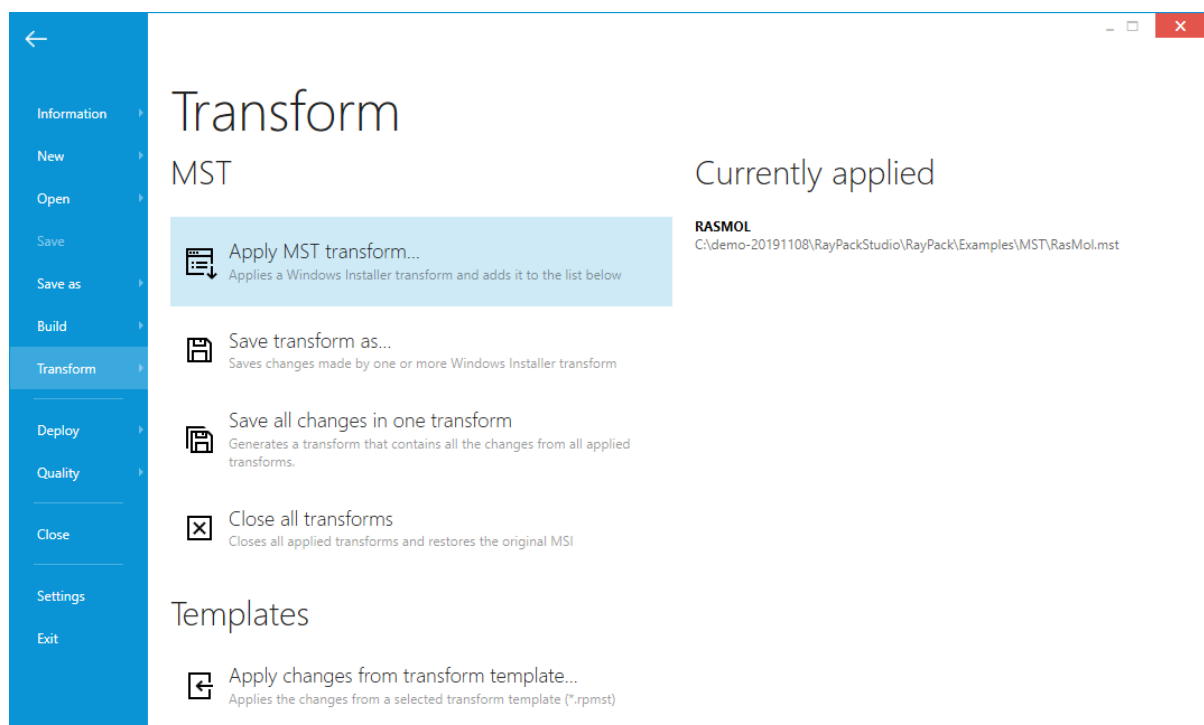 Information
New
Open
Save
Save as
Build
Transform
Deploy
Quality
Close
Settings
Exit
Transform
MST
Apply MST transform...
Applies a Windows Installer transform and adds it to the list below
Save transform as...
Saves changes made by one or more Windows Installer transform
Save all changes in one transform
Generates a transform that contains all the changes from all applied
transforms.
Close all transforms
Closes all applied transforms and restores the original MSI
Templates
Apply changes from transform template...
Applies the changes from a selected transform template (*.rpmst)
Currently applied
RASMOL
C:\demo-20191108\RayPackStudio\RayPack\Examples\MST\RasMol.mst